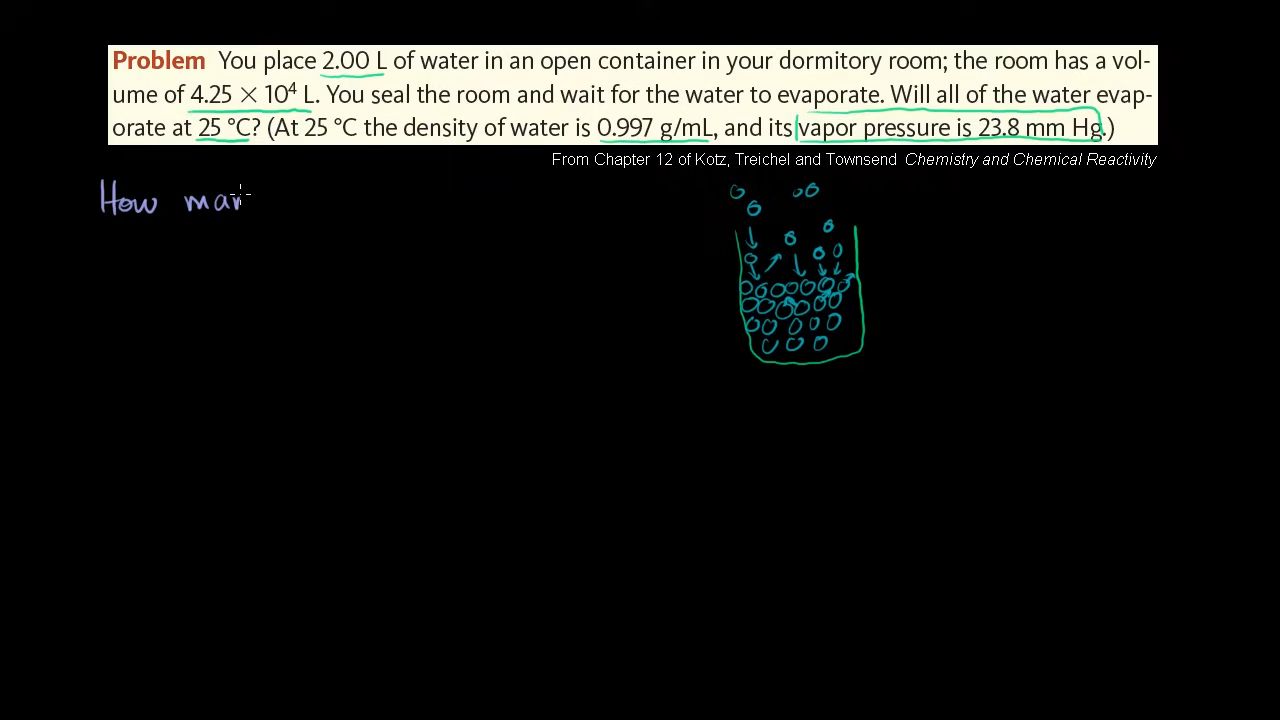 Problem You place 2.00 L of water in an open container in your dormitory room; the room has a vol-
ume of 4.25 × 10⁴ L. You seal the room and wait for the water to evaporate. Will all of the water evap-
orate at 25 °C? (At 25 °C the density of water is 0.997 g/mL, and its vapor pressure is 23.8 mm Hg.)
From Chapter 12 of Kotz, Treichel and Townsend Chemistry and Chemical Reactivity
How mar